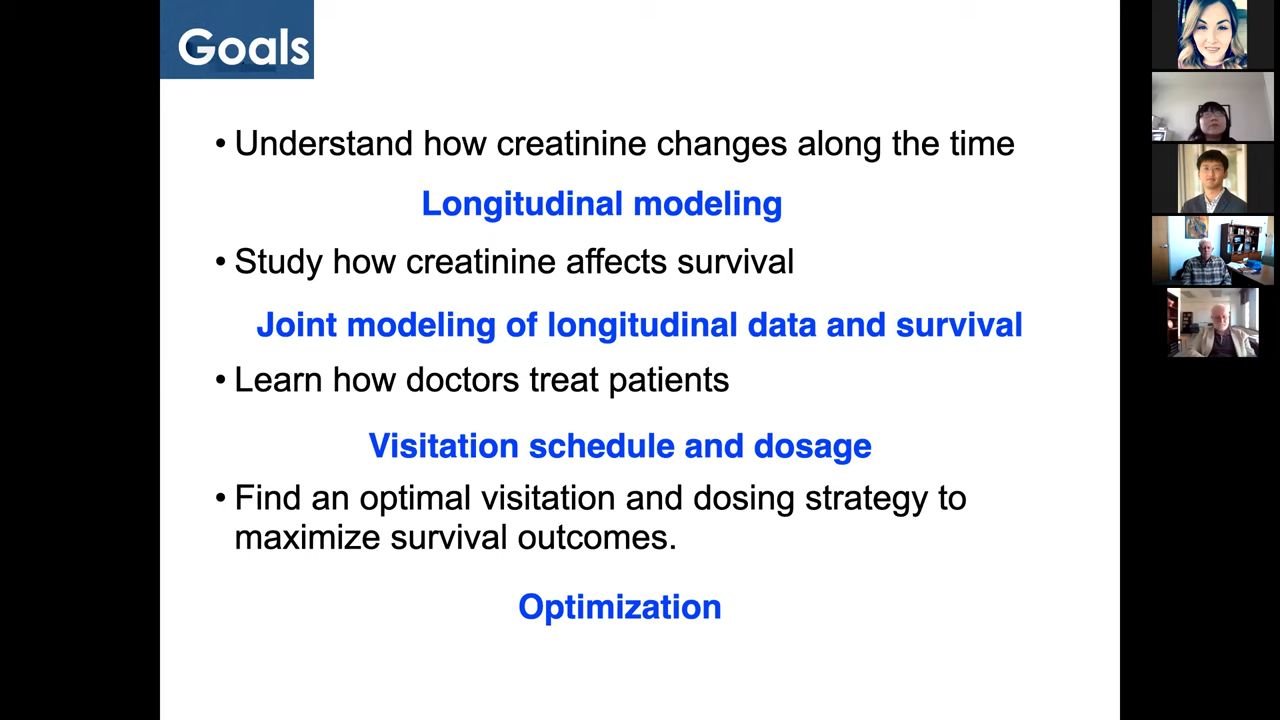 Goals
• Understand how creatinine changes along the time
Longitudinal modeling
• Study how creatinine affects survival
Joint modeling of longitudinal data and survival
• Learn how doctors treat patients
Visitation schedule and dosage
• Find an optimal visitation and dosing strategy to
maximize survival outcomes.
Optimization